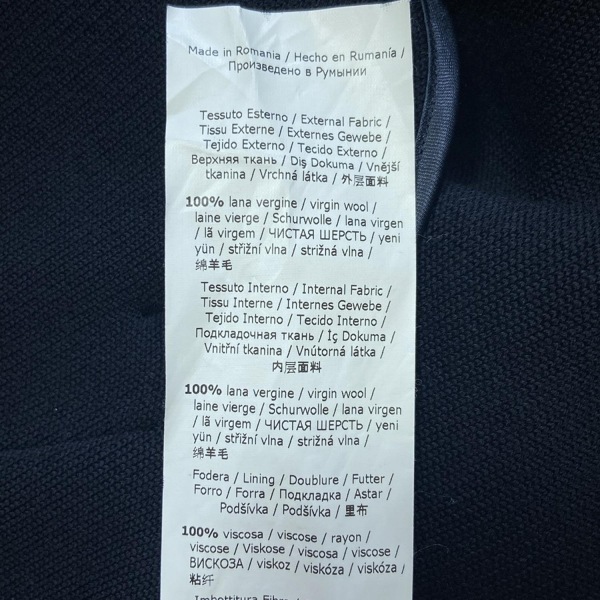 Made in Romania / Hecho en Rumanía /
Произведено в Румынии
Tessuto Esterno / External Fabric /
Tissu Externe / Externes Gewebe /
Tejido Externo / Tecido Externo /
Верхняя ткань / Diş Dokuma / Vnější
tkanina / Vrchná látka / 外层面料
100% lana vergine / virgin wool /
laine vierge / Schurwolle / lana virgen
/ lã virgem / ЧИСТАЯ ШЕРСТЬ / yeni
yün / střižní vlna / strižná vlna /
绵羊毛
Tessuto Interno / Internal Fabric /
Tissu Interne / Internes Gewebe /
Tejido Interno / Tecido Interno /
Подкладочная ткань / İç Dokuma /
Vnitřní tkanina / Vnútorná látka /
内层面料
100% lana vergine / virgin wool /
laine vierge / Schurwolle / lana virgen
/ lã virgem / ЧИСТАЯ ШЕРСТЬ / yeni
yün / střižní vlna / strižná vlna /
绵羊毛
Fodera / Lining / Doublure / Futter /
Forro / Forra / Подкладка / Astar /
Podšívka / Podšívka / 里布
100% viscosa / viscose / rayon /
viscose / Viskose / viscosa / viscose /
ВИСКОЗА / viskoz / viskóza / viskóza /
粘纤